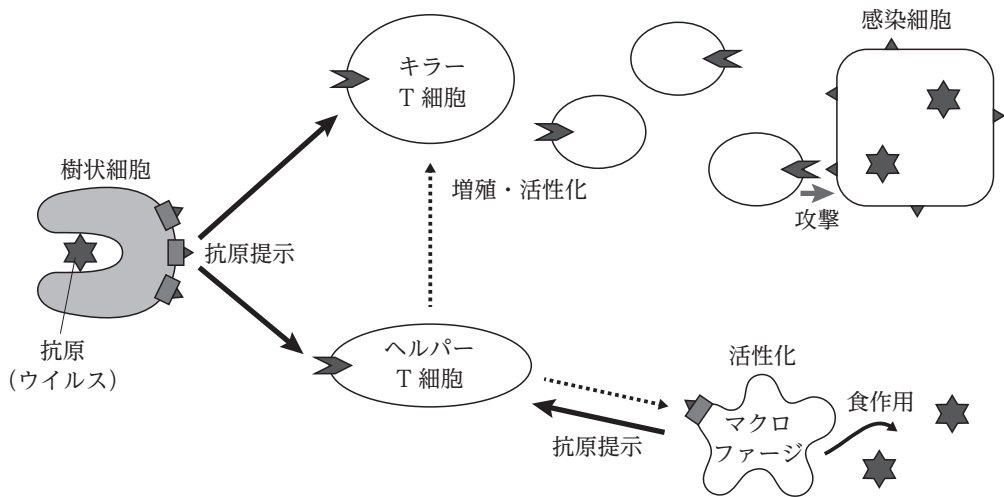 感染細胞
キラー
T 細胞
樹状細胞
増殖・活性化
攻撃
抗原提示
抗原
(ウイルス)
ヘルパー
T 細胞
活性化
食作用
マクロ
ファージ
抗原提示